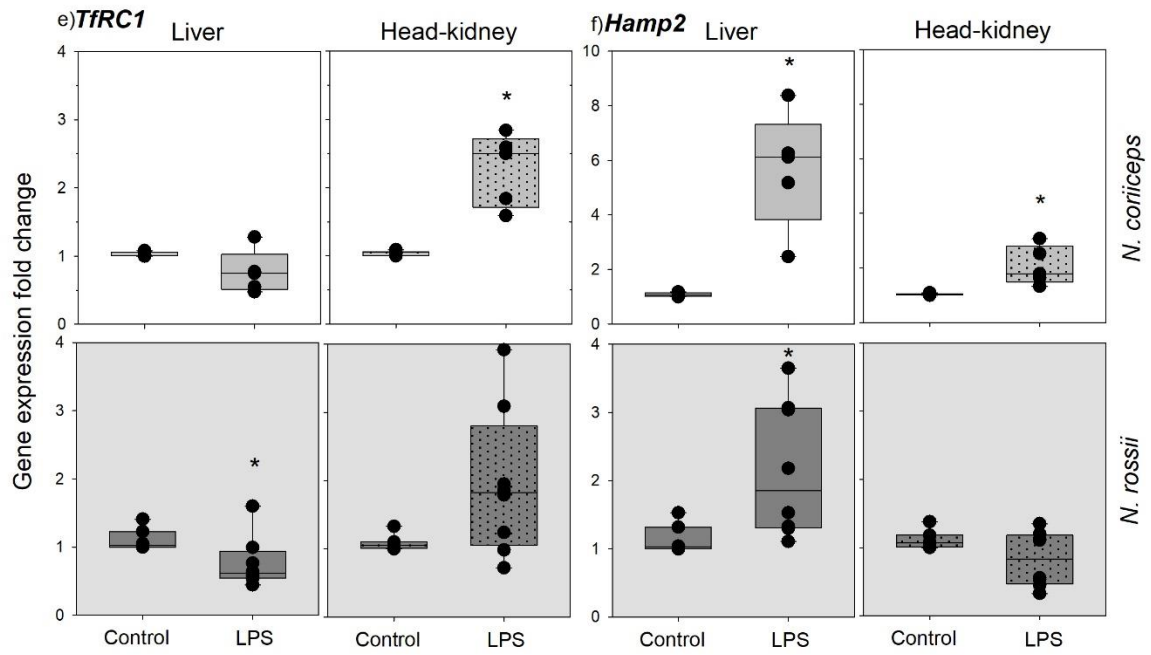 e)TfRC1
Liver
Head-kidney
f)Hamp2
Liver
Head-kidney
Gene expression fold change
4
3
2
1
0
*
10
8
6
4
2
0
*
*
N. coriiceps
4
3
2
1
0
*
4
3
2
1
0
*
N. rossii
Control
LPS
Control
LPS
Control
LPS
Control
LPS